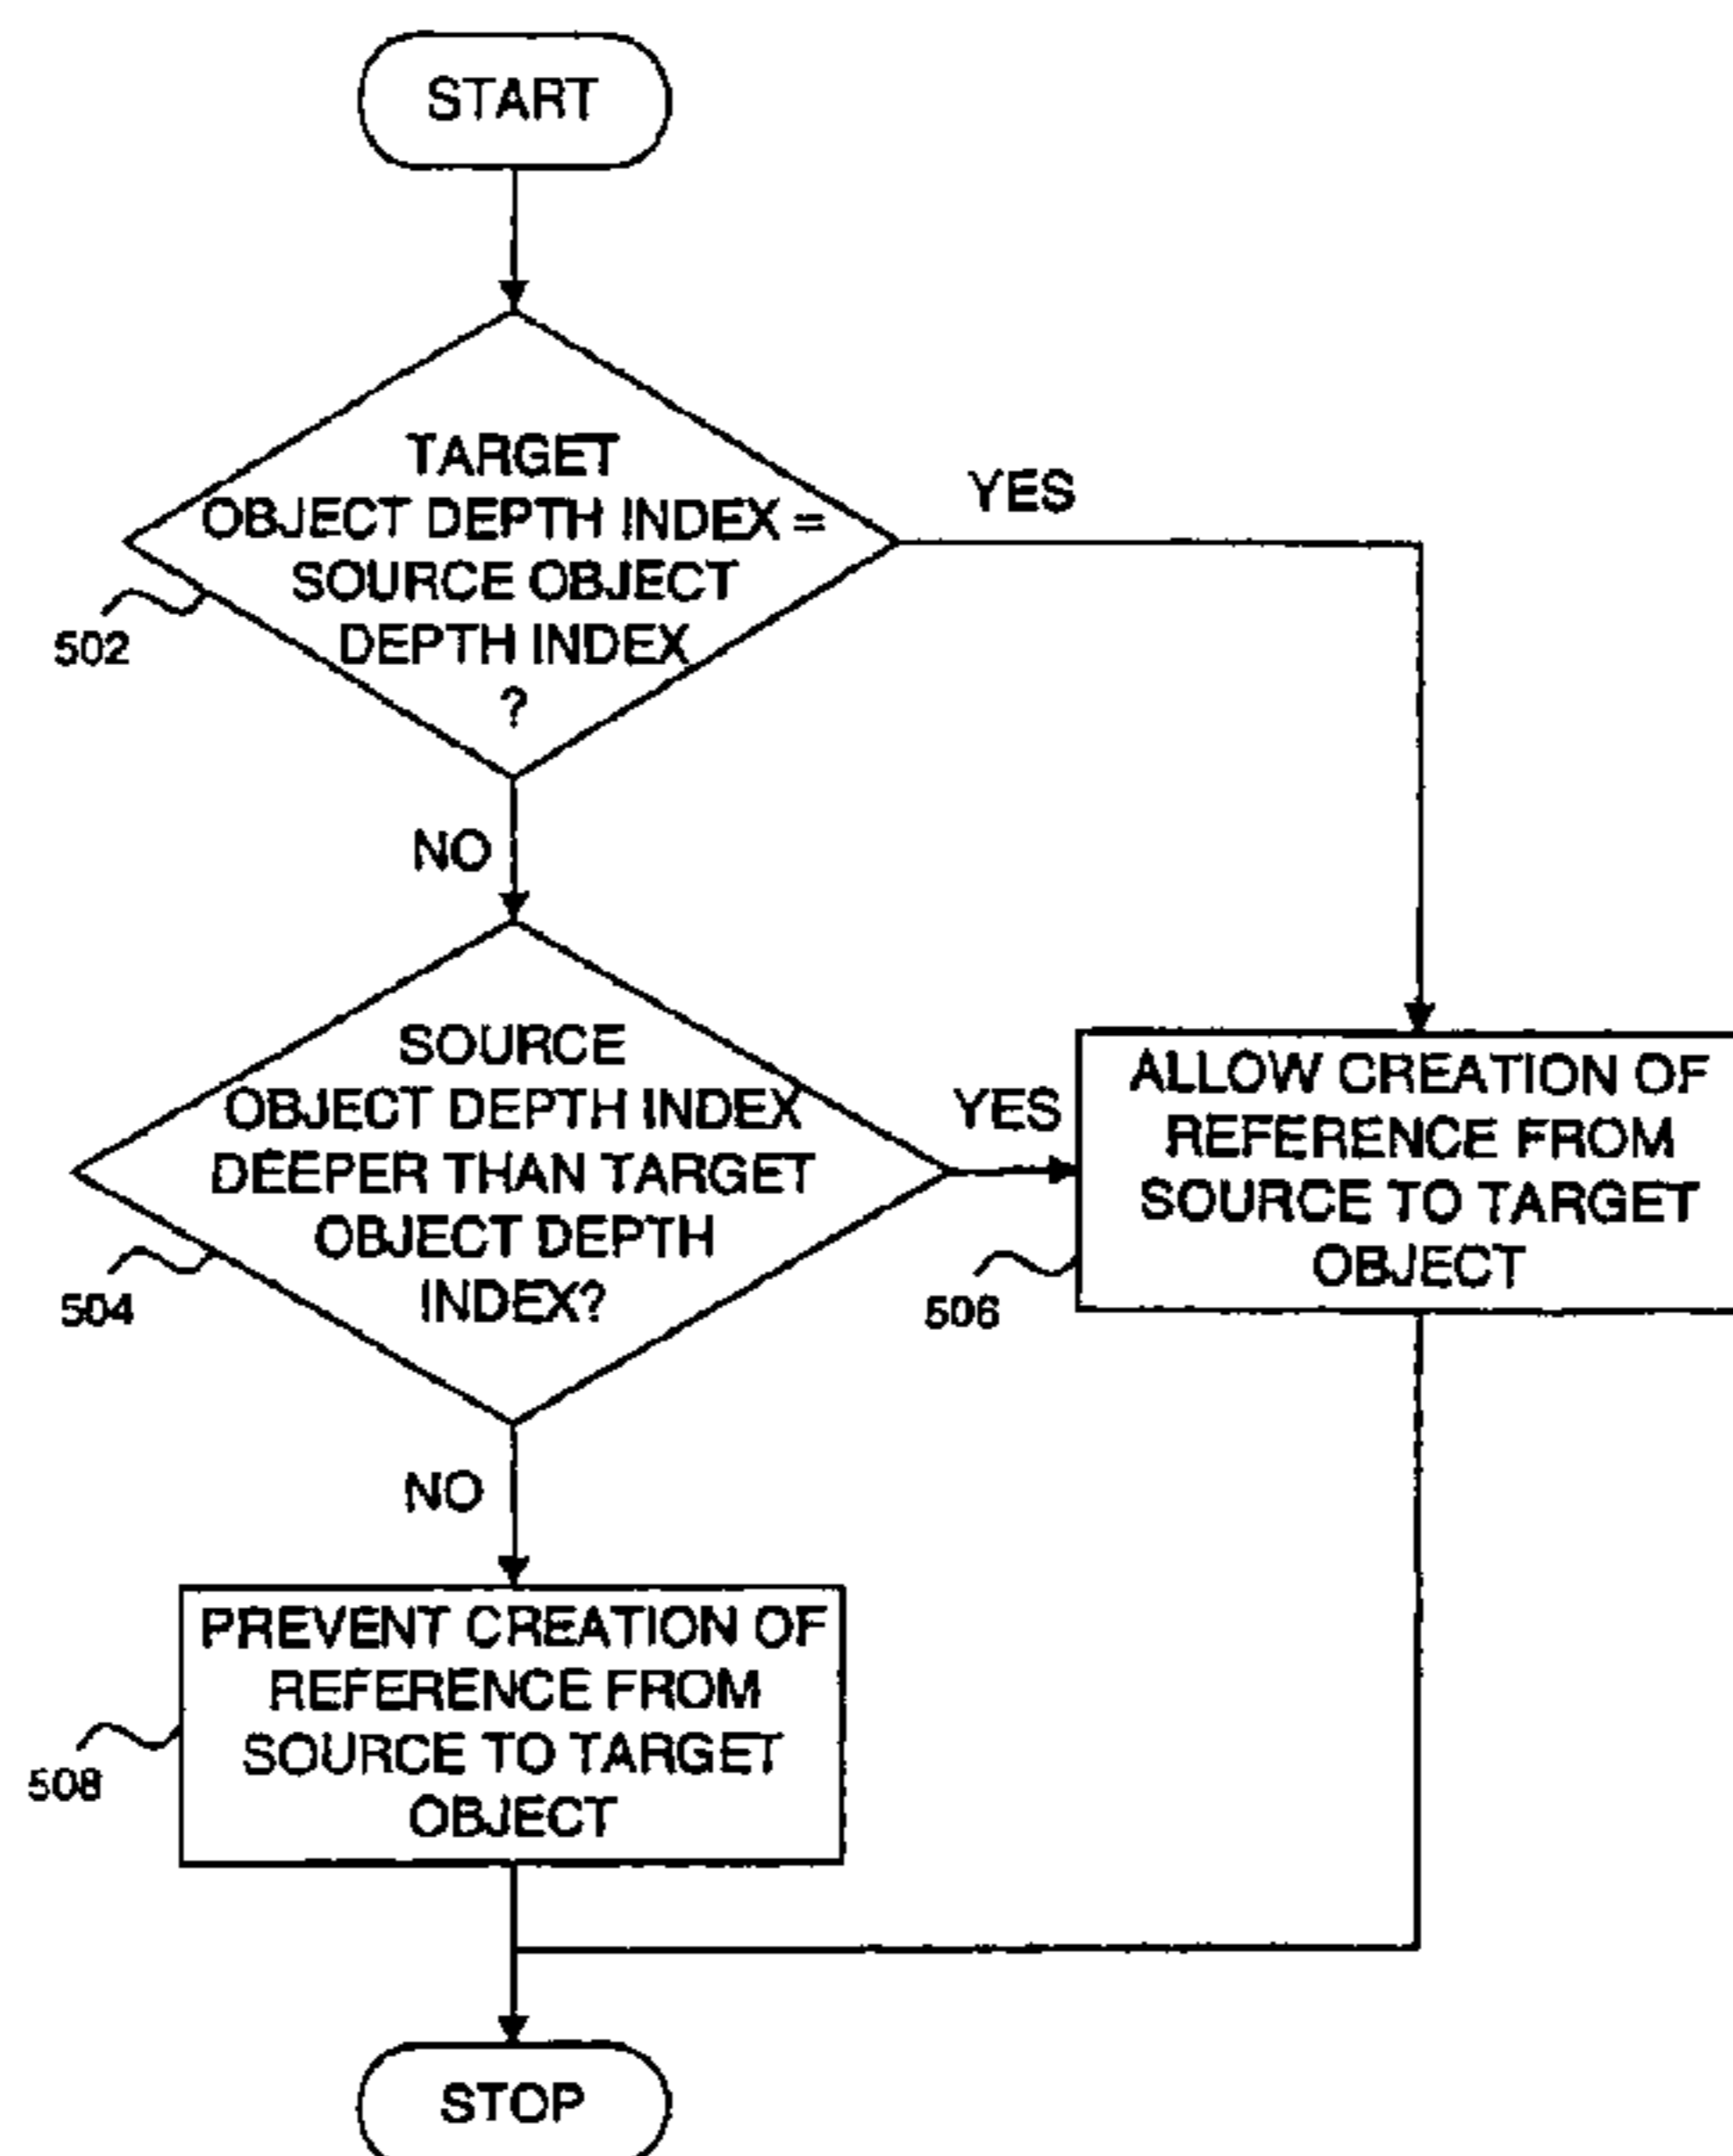 START
TARGET
OBJECT DEPTH INDEX =
SOURCE OBJECT
DEPTH INDEX
?
YES
502
NO
SOURCE
OBJECT DEPTH INDEX
DEEPER THAN TARGET
OBJECT DEPTH
INDEX?
YES
504
ALLOW CREATION OF
REFERENCE FROM
SOURCE TO TARGET
OBJECT
506
NO
PREVENT CREATION OF
REFERENCE FROM
SOURCE TO TARGET
OBJECT
508
STOP